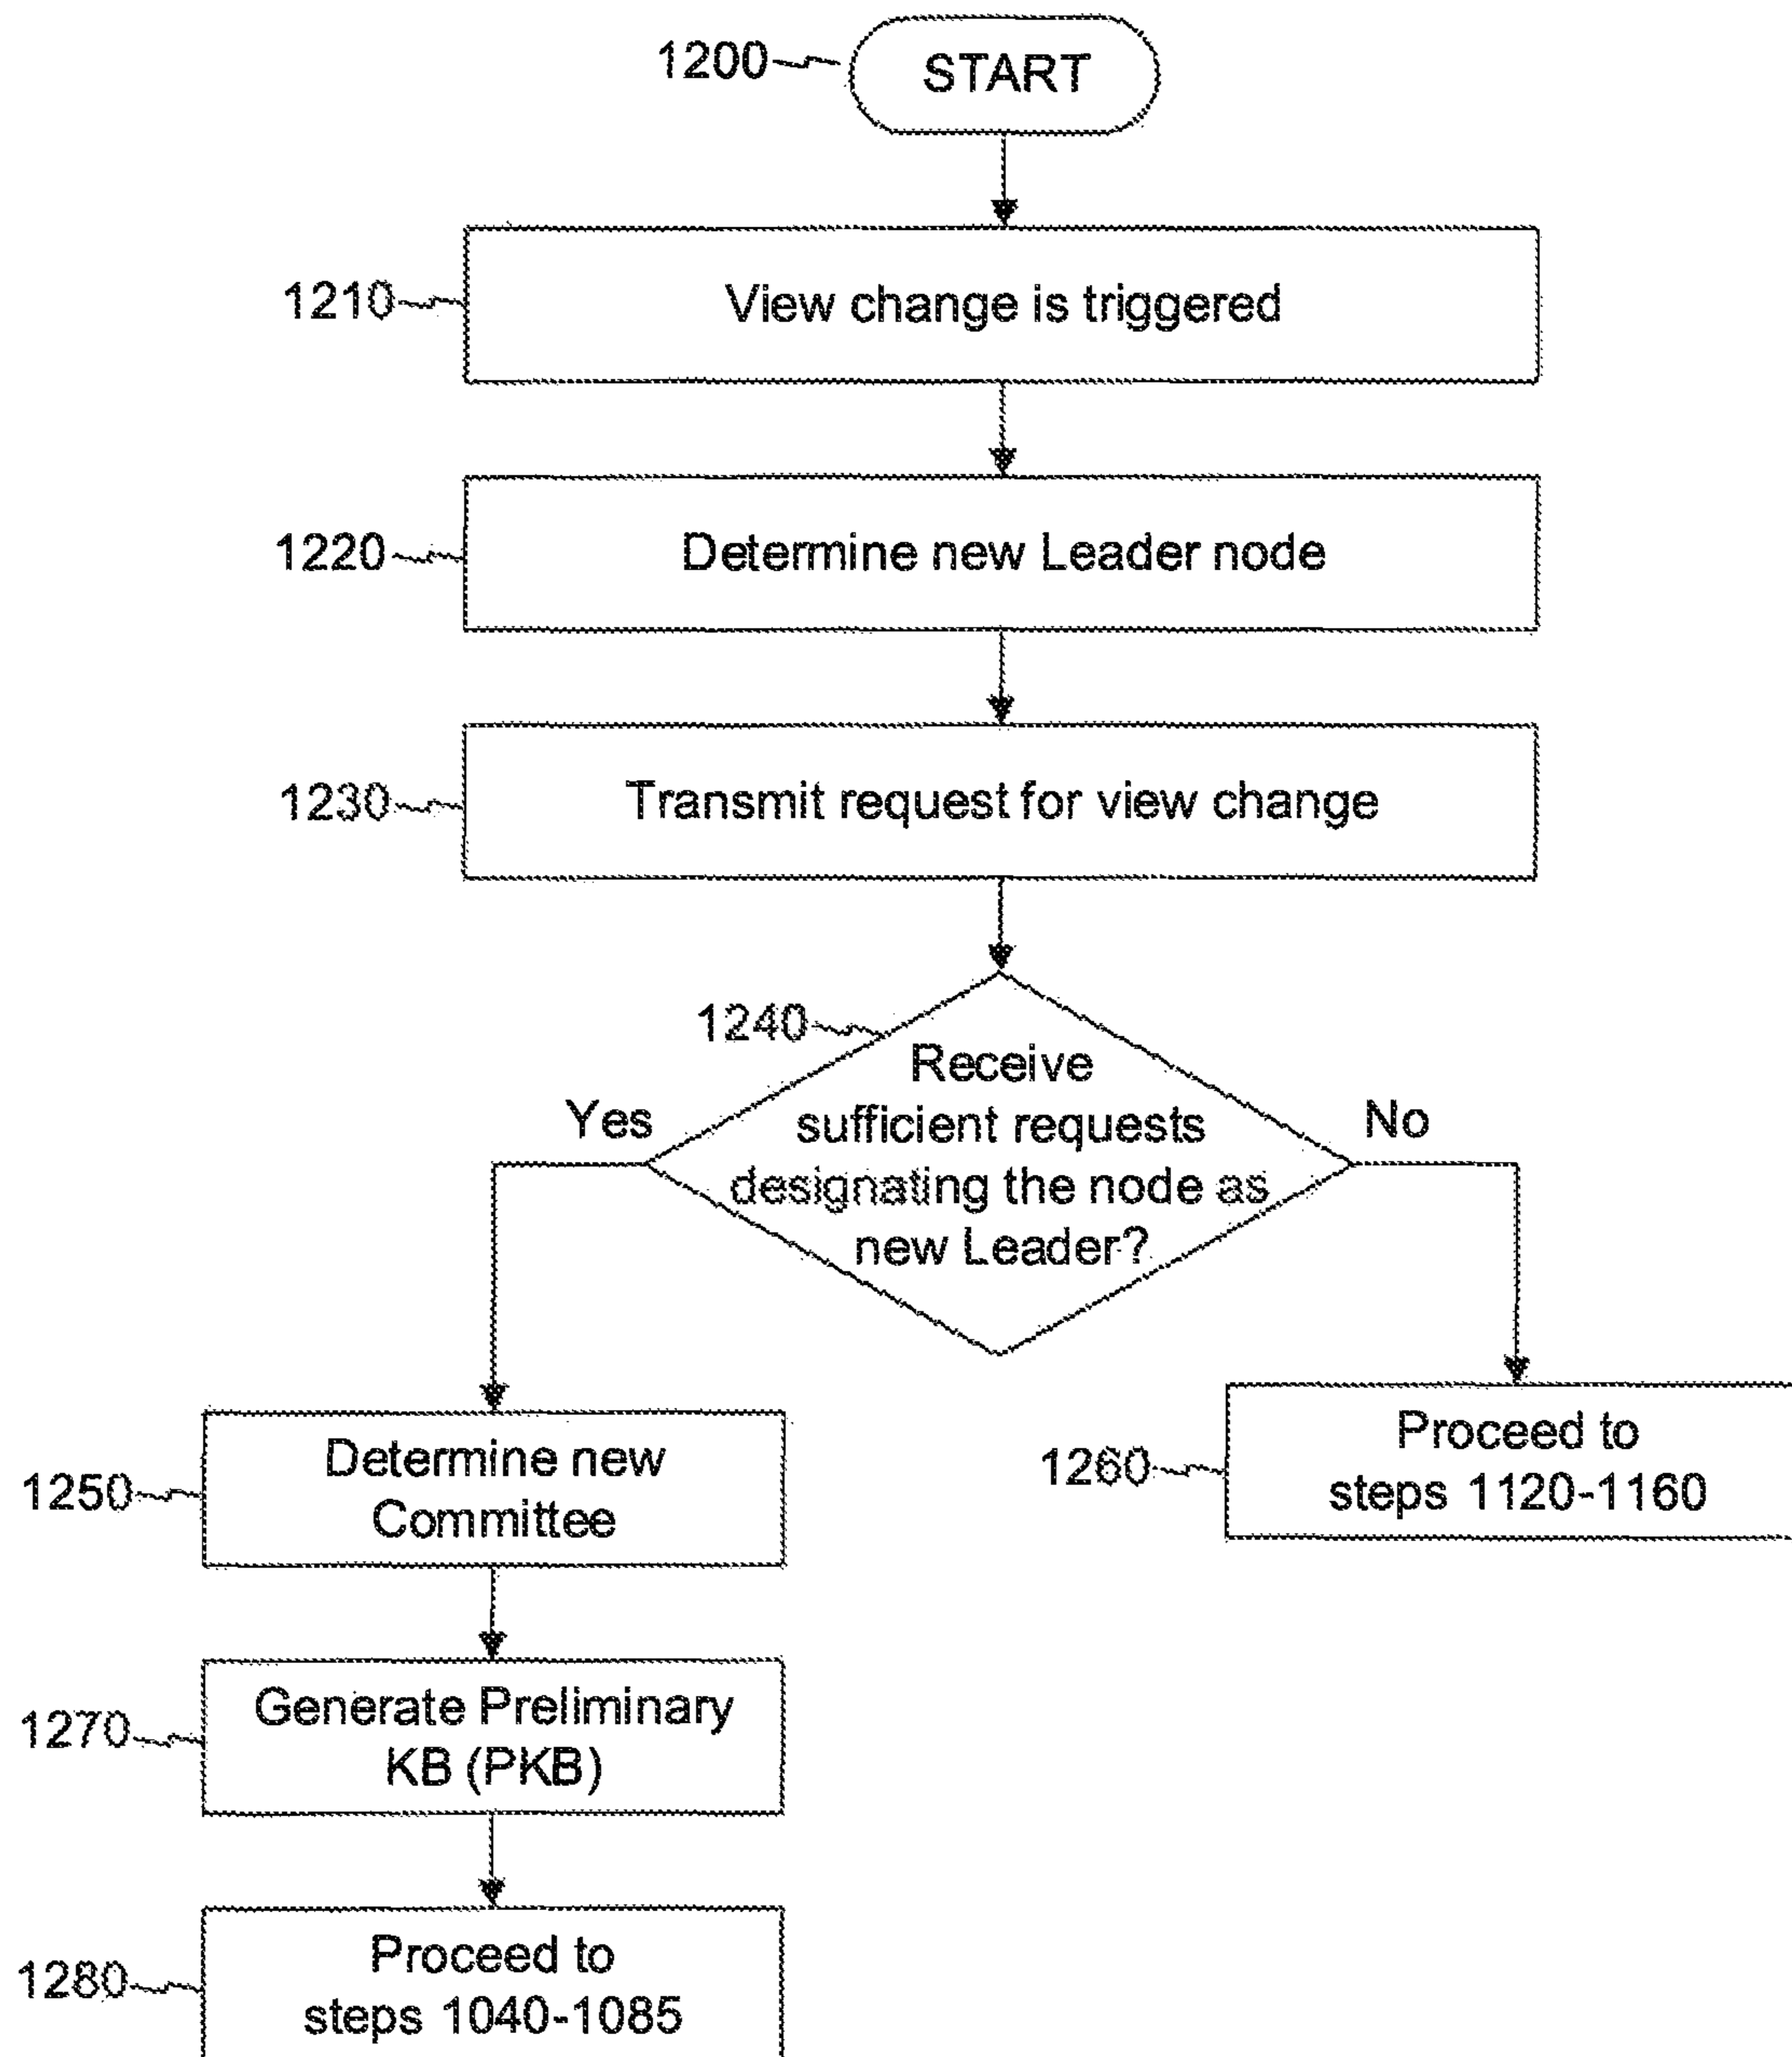 1200
START
1210
View change is triggered
1220
Determine new Leader node
1230
Transmit request for view change
1240
Receive
sufficient requests
designating the node as
new Leader?
Yes
No
1250
Determine new
Committee
1260
Proceed to
steps 1120-1160
1270
Generate Preliminary
KB (PKB)
1280
Proceed to
steps 1040-1085